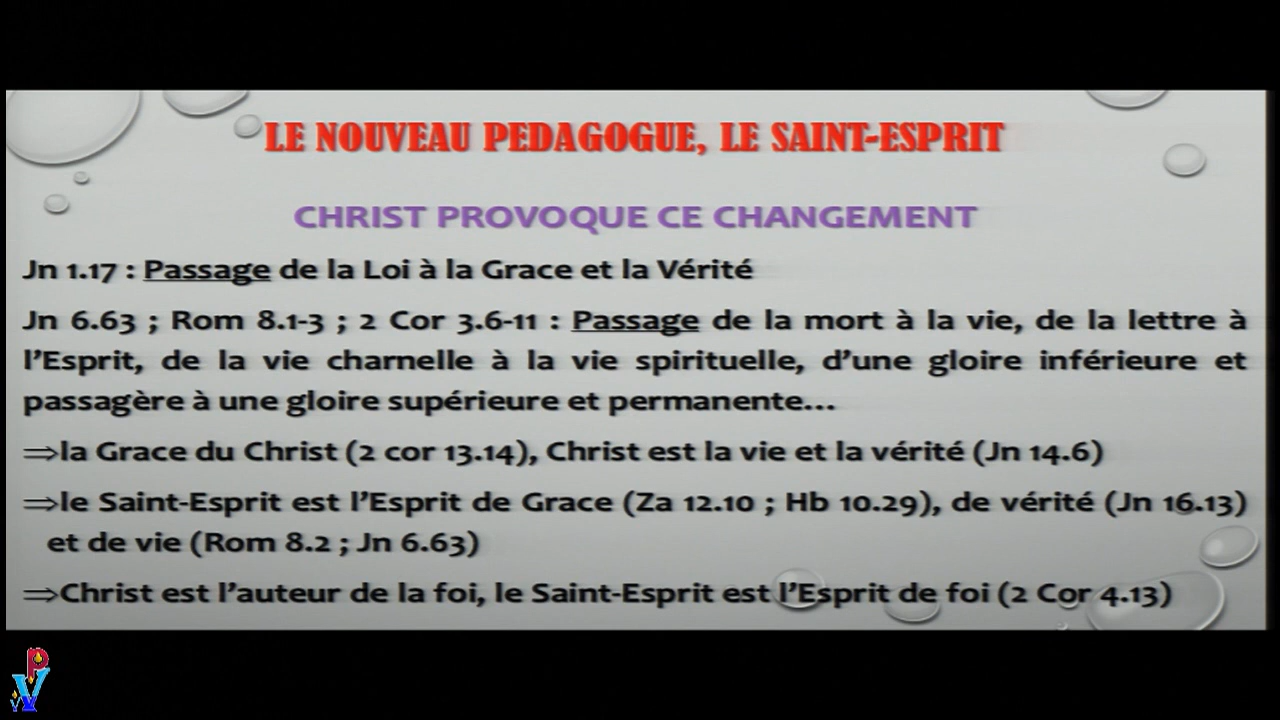 LE NOUVEAU PEDAGOGUE, LE SAINT-ESPRIT
CHRIST PROVOQUE CE CHANGEMENT
Jn 1.17 : Passage de la Loi à la Grace et la Vérité
Jn 6.63 ; Rom 8.1-3 ; 2 Cor 3.6-11 : Passage de la mort à la vie, de la lettre à
l'Esprit, de la vie charnelle à la vie spirituelle, d'une gloire inférieure et
passagère à une gloire supérieure et permanente...
⇒la Grace du Christ (2 cor 13.14), Christ est la vie et la vérité (Jn 14.6)
⇒le Saint-Esprit est l'Esprit de Grace (Za 12.10 ; Hb 10.29), de vérité (Jn 16.13)
et de vie (Rom 8.2 ; Jn 6.63)
⇒Christ est l'auteur de la foi, le Saint-Esprit est l'Esprit de foi (2 Cor 4.13)
PV